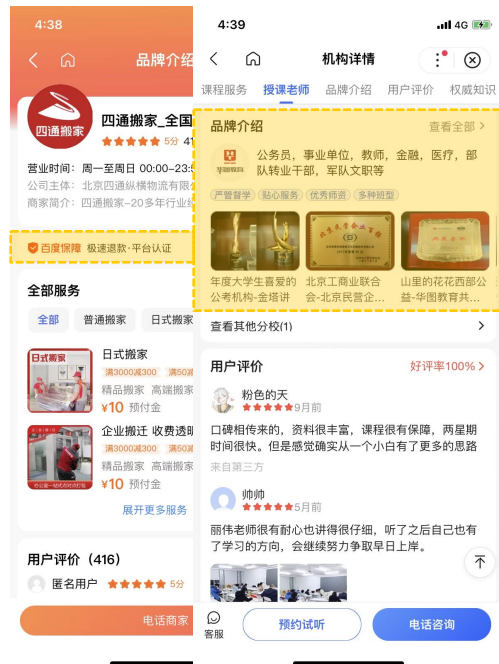 4:38
品牌介绍
四通搬家
四通搬家_全国
5分 41
营业时间：周一至周日 00:00-23:5
公司主体：北京四通纵横物流有限
商家简介：四通搬家-20多年行业经
百度保障 极速退款·平台认证
全部服务
全部 普通搬家 日式搬家
日式搬家
日式搬家
满3000减300 满50减
精品搬家 高端搬家
¥10 预付金
企业搬迁 收费透明
满3000减300 满50减
精品搬家 高端搬家
¥10 预付金
展开更多服务
用户评价（416）
匿名用户 5分
电话商家
4:39
4G
机构详情
课程服务 授课老师 品牌介绍 用户评价 权威知识
品牌介绍 查看全部
华图教育
公务员，事业单位，教师，金融，医疗，部
队转业干部，军队文职等
严管督学 贴心服务 优秀师资 多种班型
年度大学生喜爱的
公考机构-金塔讲
北京工商业联合
会-北京民营企...
山里的花花西部公
益-华图教育共...
查看其他分校(1)
用户评价 好评率100%
粉色的天
9月前
口碑相传来的，资料很丰富，课程很有保障，两星期
时间很快。但是感觉确实从一个小白有了更多的思路
来自第三方
帅帅
5月前
丽伟老师很有耐心也讲得很仔细，听了之后自己也有
了学习的方向，会继续努力争取早日上岸。
客服
预约试听
电话咨询